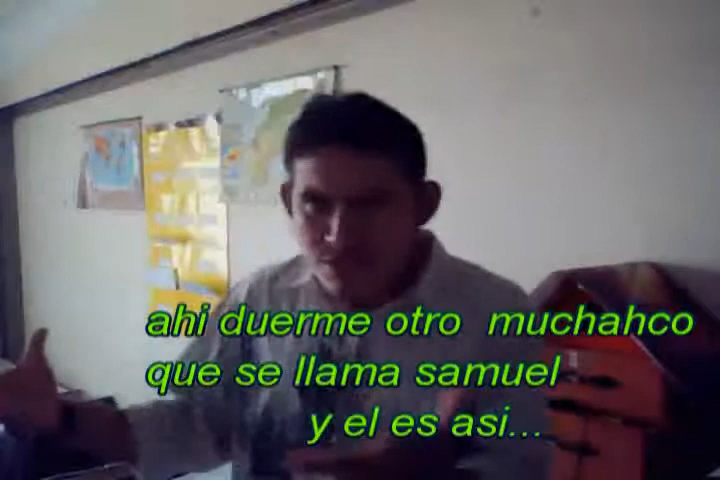 ahi duerme otro muchahco
que se llama samuel
y el es asi...